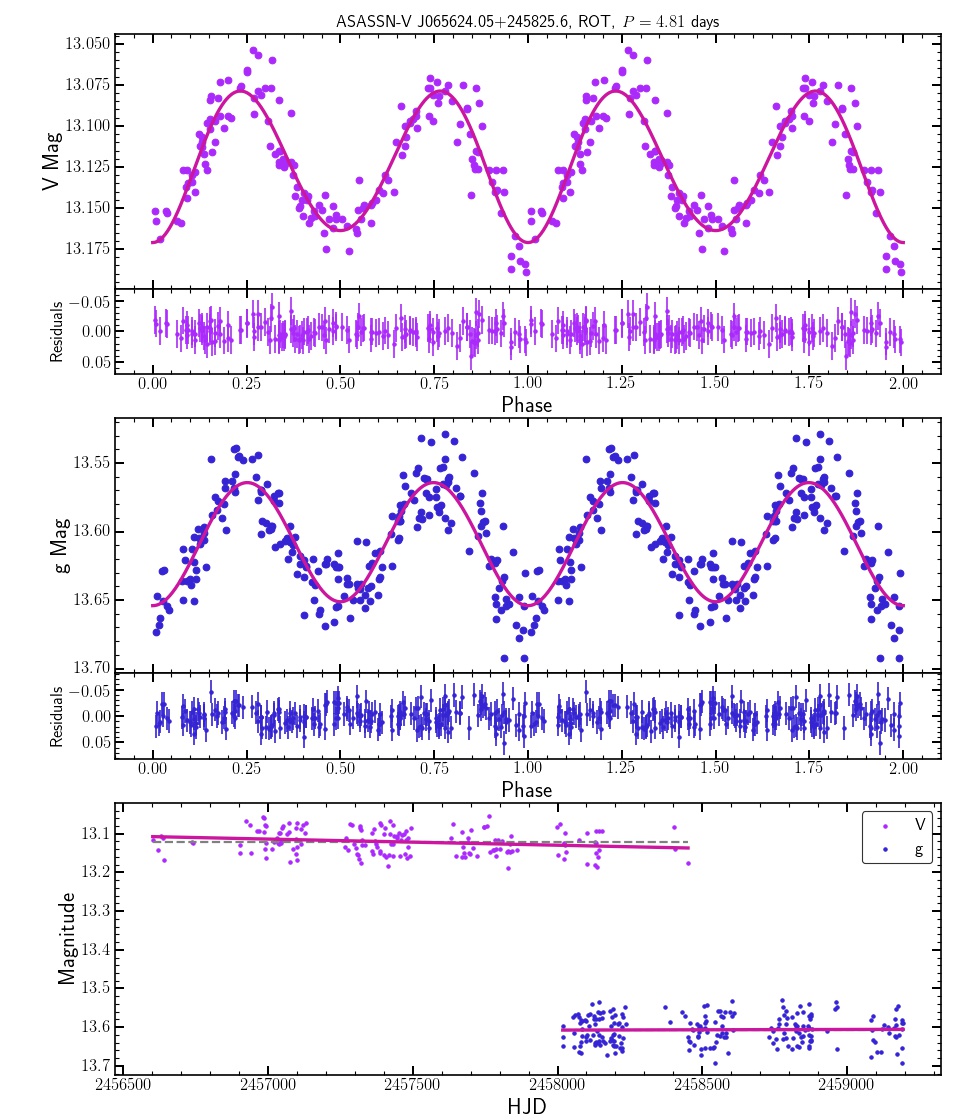 ASASSN-V J065624.05+245825.6, ROT, P = 4.81 days
13.050
13.075
13.100
13.125
13.150
13.175
V Mag
−0.05
0.00
0.05
Residuals
0.00 0.25 0.50 0.75 1.00 1.25 1.50 1.75 2.00
Phase
13.55
13.60
13.65
13.70
g Mag
−0.05
0.00
0.05
Residuals
0.00 0.25 0.50 0.75 1.00 1.25 1.50 1.75 2.00
Phase
V
g
13.1
13.2
13.3
13.4
13.5
13.6
13.7
Magnitude
2456500 2457000 2457500 2458000 2458500 2459000
HJD